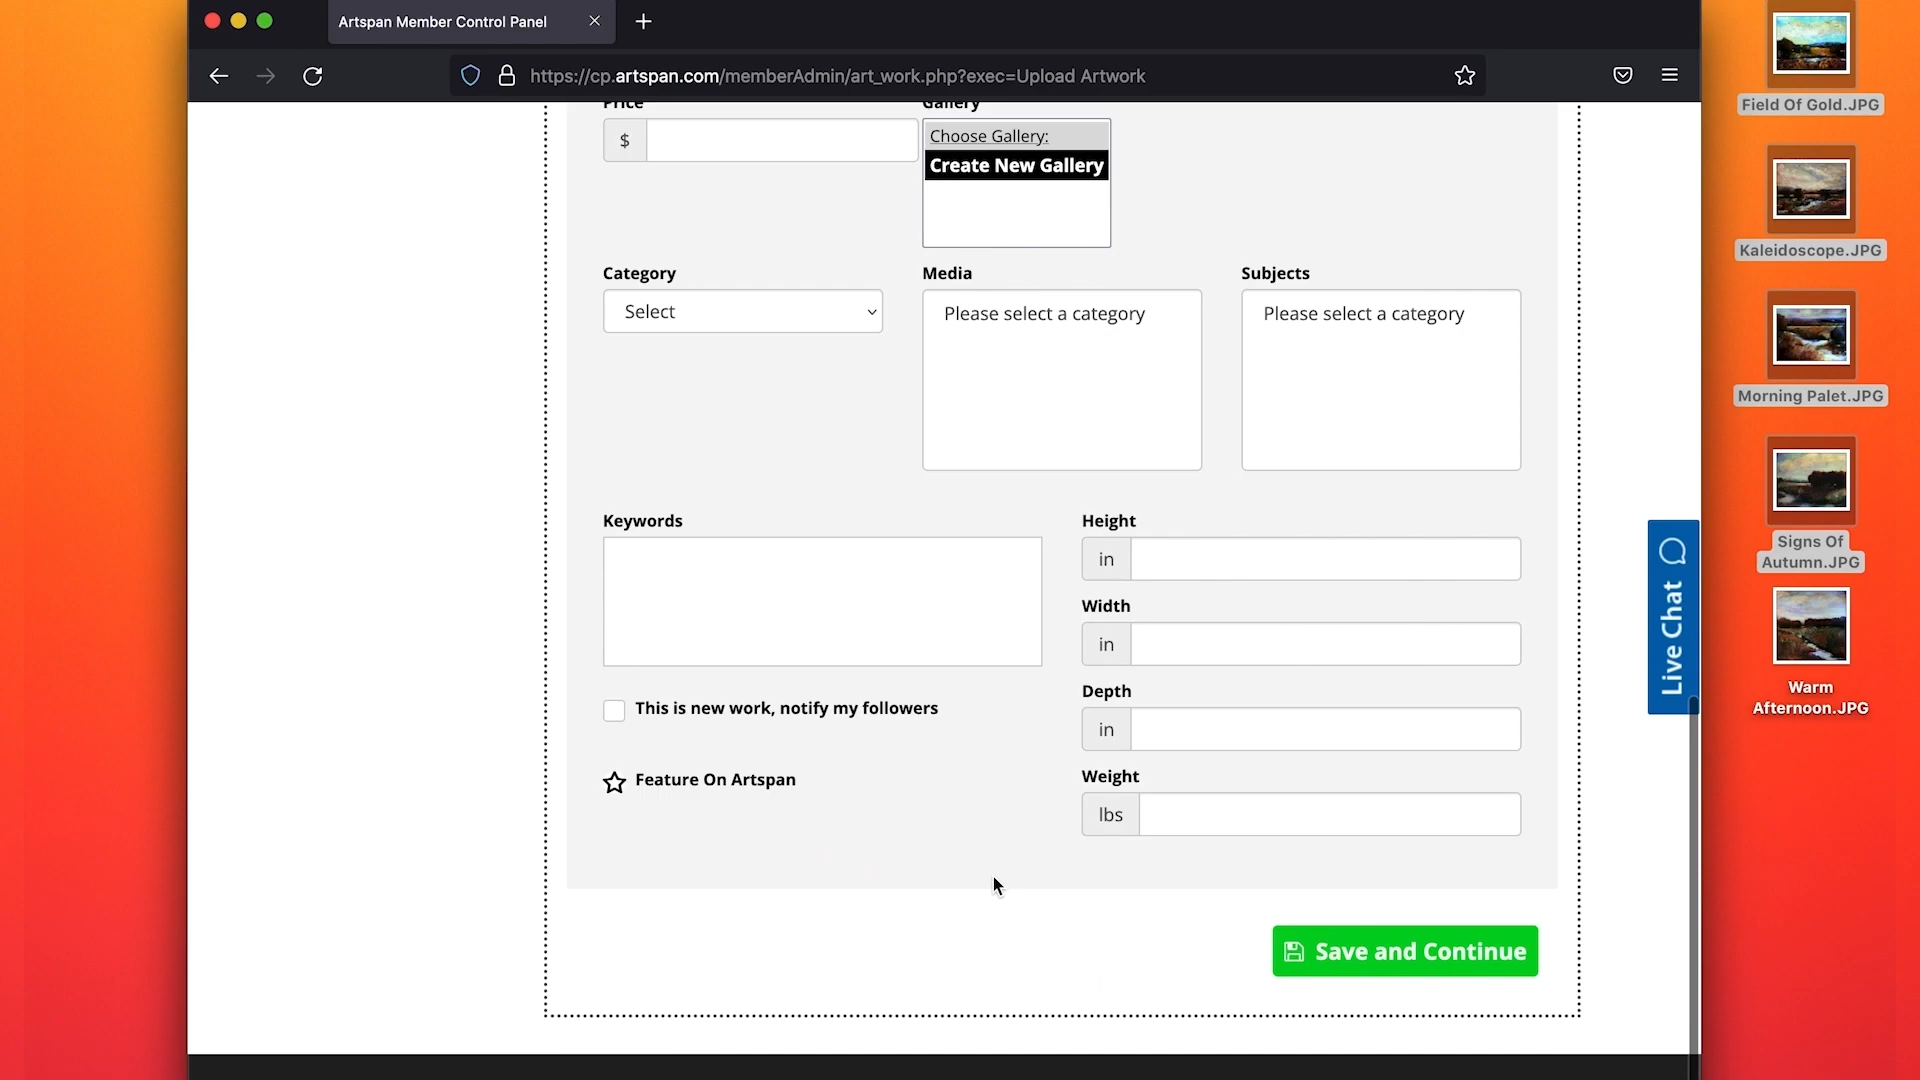 Artspan Member Control Panel
https://cp.artspan.com/memberAdmin/art_work.php?exec=Upload Artwork
Price
Gallery
$
Choose Gallery:
Create New Gallery
Category
Media
Subjects
Select
Please select a category
Please select a category
Keywords
Height
in
Width
in
This is new work, notify my followers
Depth
in
Feature On Artspan
Weight
lbs
Save and Continue
Live Chat
Field Of Gold.JPG
Kaleidoscope.JPG
Morning Palet.JPG
Signs Of
Autumn.JPG
Warm
Afternoon.JPG